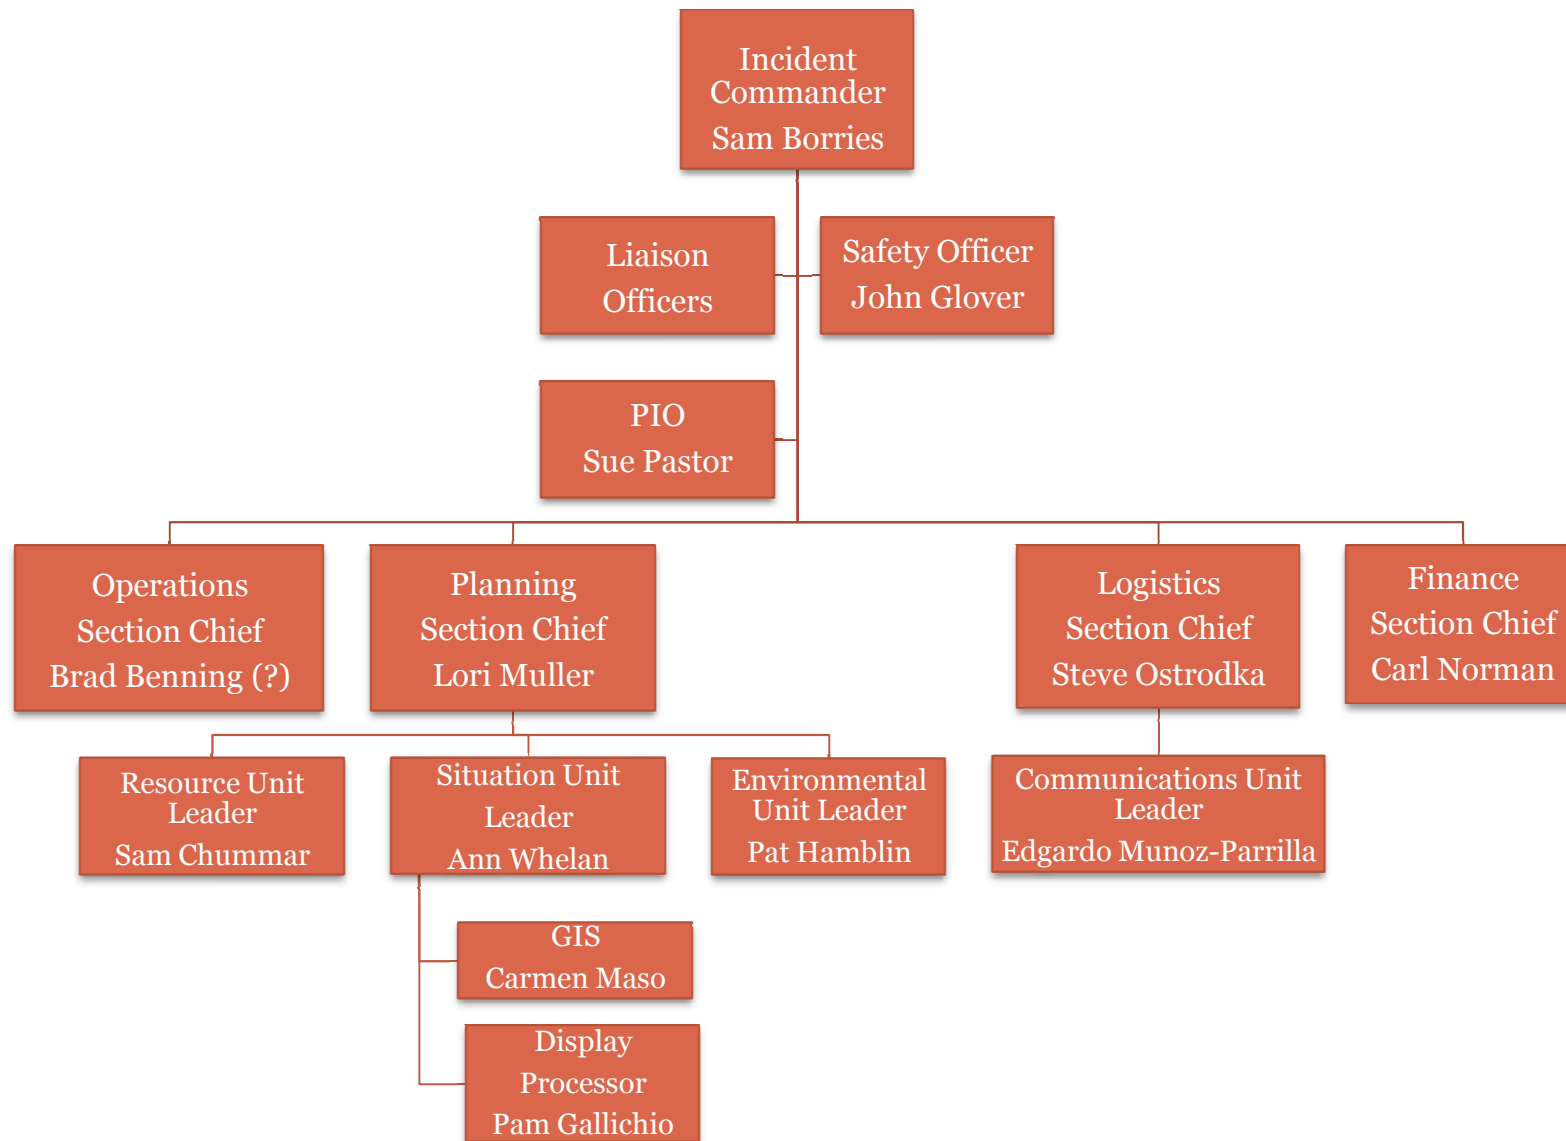 Incident
Commander
Sam Borries
Liaison
Officers
Safety Officer
John Glover
PIO
Sue Pastor
Operations
Section Chief
Brad Benning (?)
Planning
Section Chief
Lori Muller
Logistics
Section Chief
Steve Ostrodka
Finance
Section Chief
Carl Norman
Resource Unit
Leader
Sam Chummar
Situation Unit
Leader
Ann Whelan
Environmental
Unit Leader
Pat Hamblin
Communications Unit
Leader
Edgardo Munoz-Parrilla
GIS
Carmen Maso
Display
Processor
Pam Gallichio